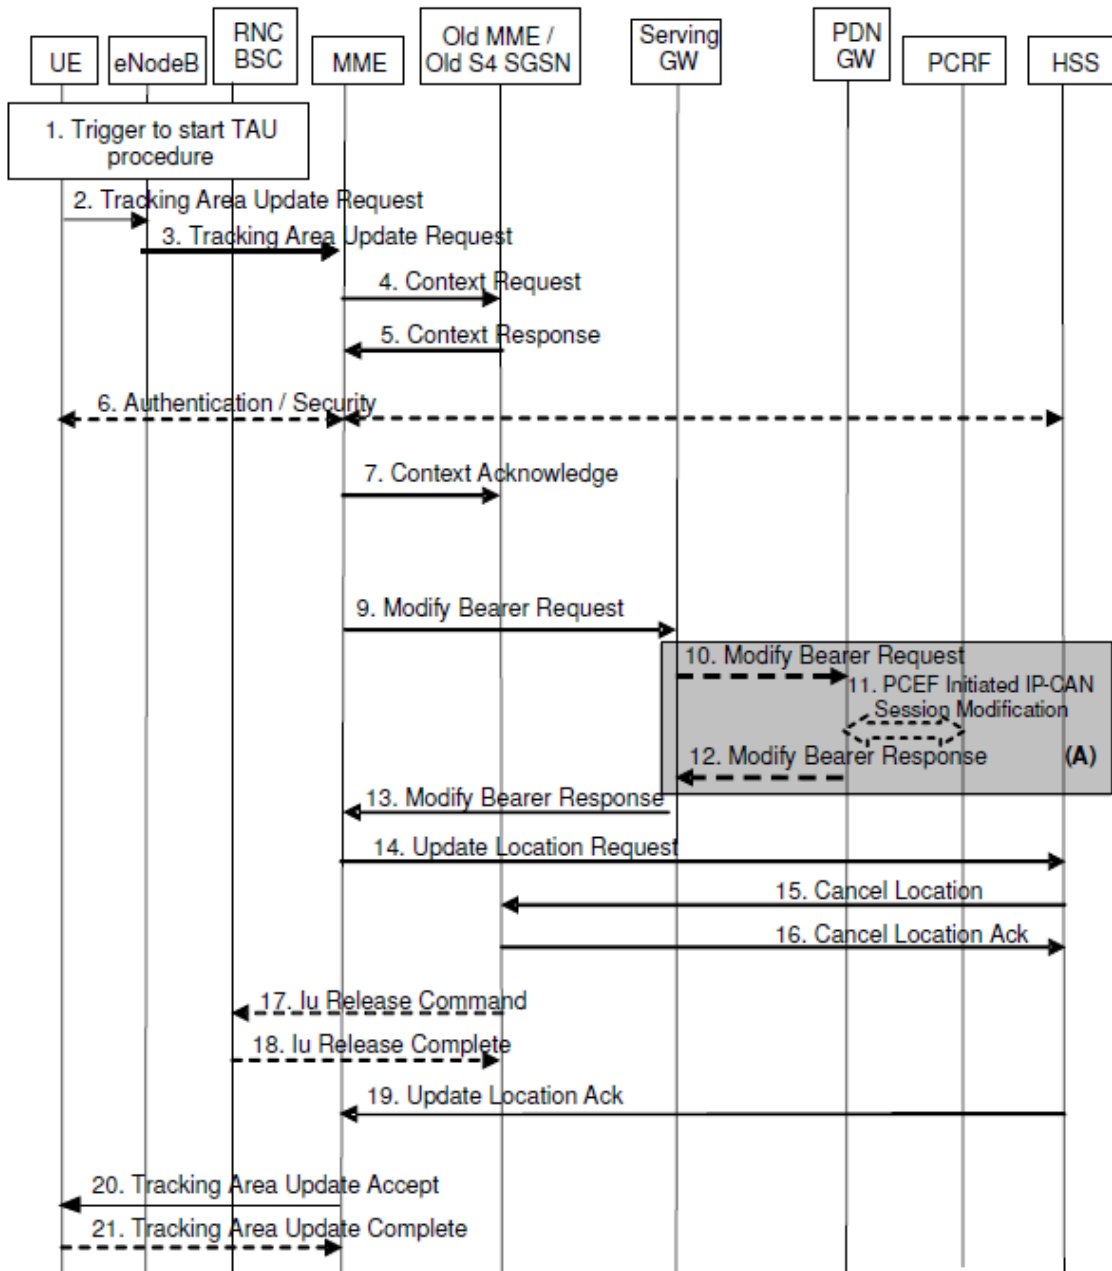 UE
eNodeB
RNC
BSC
MME
Old MME /
Old S4 SGSN
Serving
GW
PDN
GW
PCRF
HSS
1. Trigger to start TAU
procedure
2. Tracking Area Update Request
3. Tracking Area Update Request
4. Context Request
5. Context Response
6. Authentication / Security
7. Context Acknowledge
9. Modify Bearer Request
10. Modify Bearer Request
11. PCEF Initiated IP-CAN
Session Modification
12. Modify Bearer Response
(A)
13. Modify Bearer Response
14. Update Location Request
15. Cancel Location
16. Cancel Location Ack
17. Iu Release Command
18. Iu Release Complete
19. Update Location Ack
20. Tracking Area Update Accept
21. Tracking Area Update Complete